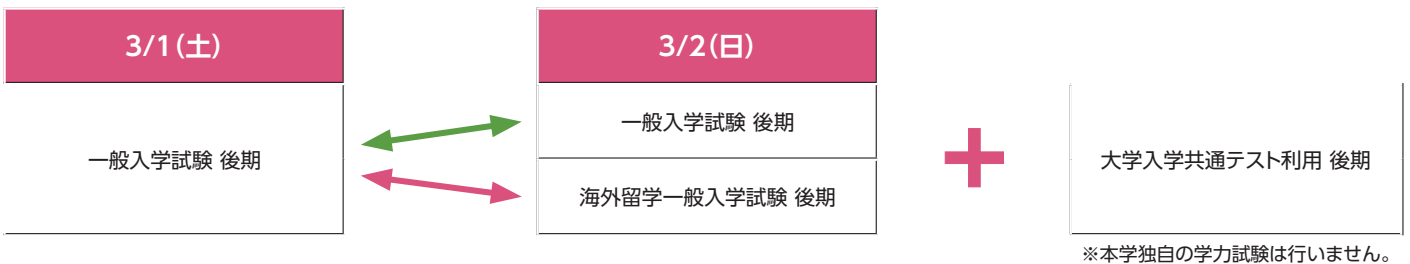 3/1(土)
一般入学試験 後期
3/2(日)
一般入学試験 後期
海外留学一般入学試験 後期
+
大学入学共通テスト利用 後期
※本学独自の学力試験は行いません。